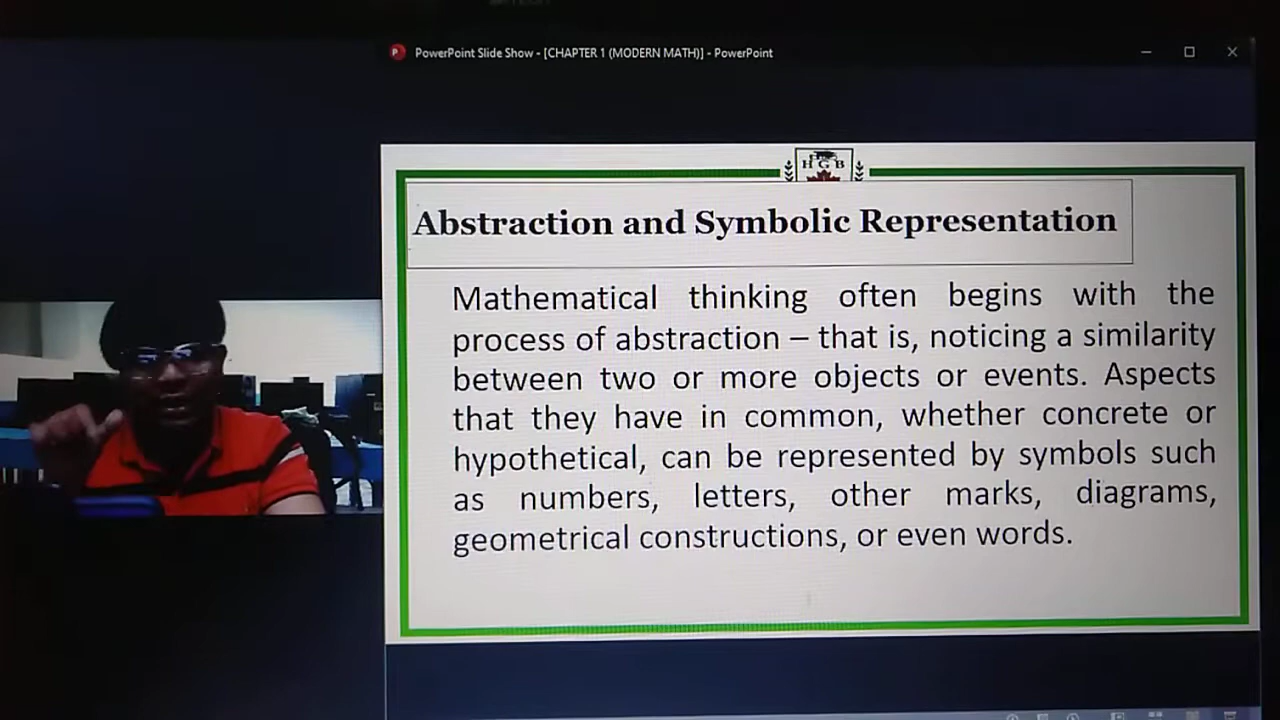 PowerPoint Slide Show - [CHAPTER 1 (MODERN MATH)] - PowerPoint
H G B
Abstraction and Symbolic Representation
Mathematical thinking often begins with the
process of abstraction – that is, noticing a similarity
between two or more objects or events. Aspects
that they have in common, whether concrete or
hypothetical, can be represented by symbols such
as numbers, letters, other marks, diagrams,
geometrical constructions, or even words.